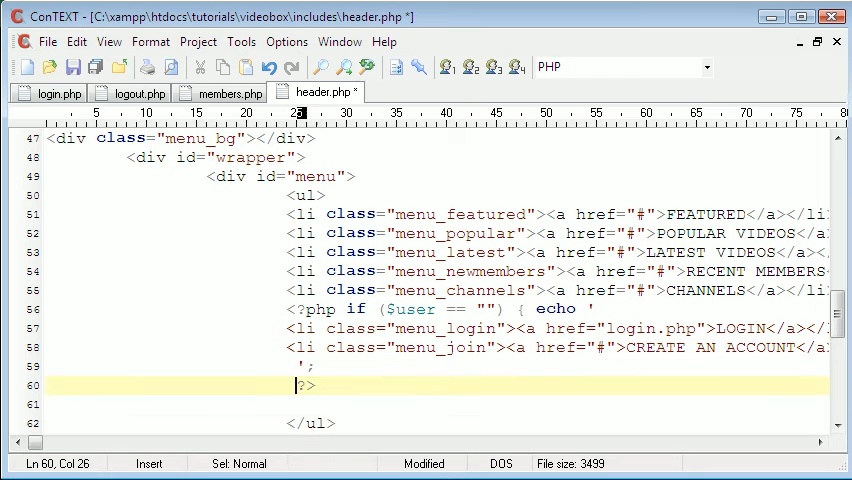 ConTEXT - [C:\xampp\htdocs\tutorials\videobox\includes\header.php *]
File Edit View Format Project Tools Options Window Help
1 2 3 4 PHP
login.php logout.php members.php header.php *
5 10 15 20 25 30 35 40 45 50 55 60 65 70 75 80
47 <div class="menu_bg"></div>
48 <div id="wrapper">
49 <div id="menu">
50 <ul>
51 <li class="menu_featured"><a href="#">FEATURED</a></li
52 <li class="menu_popular"><a href="#">POPULAR VIDEOS</a
53 <li class="menu_latest"><a href="#">LATEST VIDEOS</a><
54 <li class="menu_newmembers"><a href="#">RECENT MEMBERS<
55 <li class="menu_channels"><a href="#">CHANNELS</a></li
56 <?php if ($user == "") { echo '
57 <li class="menu_login"><a href="login.php">LOGIN</a></l
58 <li class="menu_join"><a href="#">CREATE AN ACCOUNT</a>
59 ';
60 ?>
61
62 </ul>
Ln 60, Col 26 Insert Sel: Normal Modified DOS File size: 3499